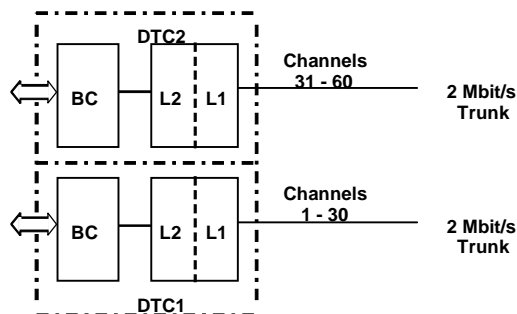 DTC2
Channels
31 - 60
BC
L2
L1
2 Mbit/s
Trunk
Channels
1 - 30
BC
L2
L1
2 Mbit/s
Trunk
DTC1